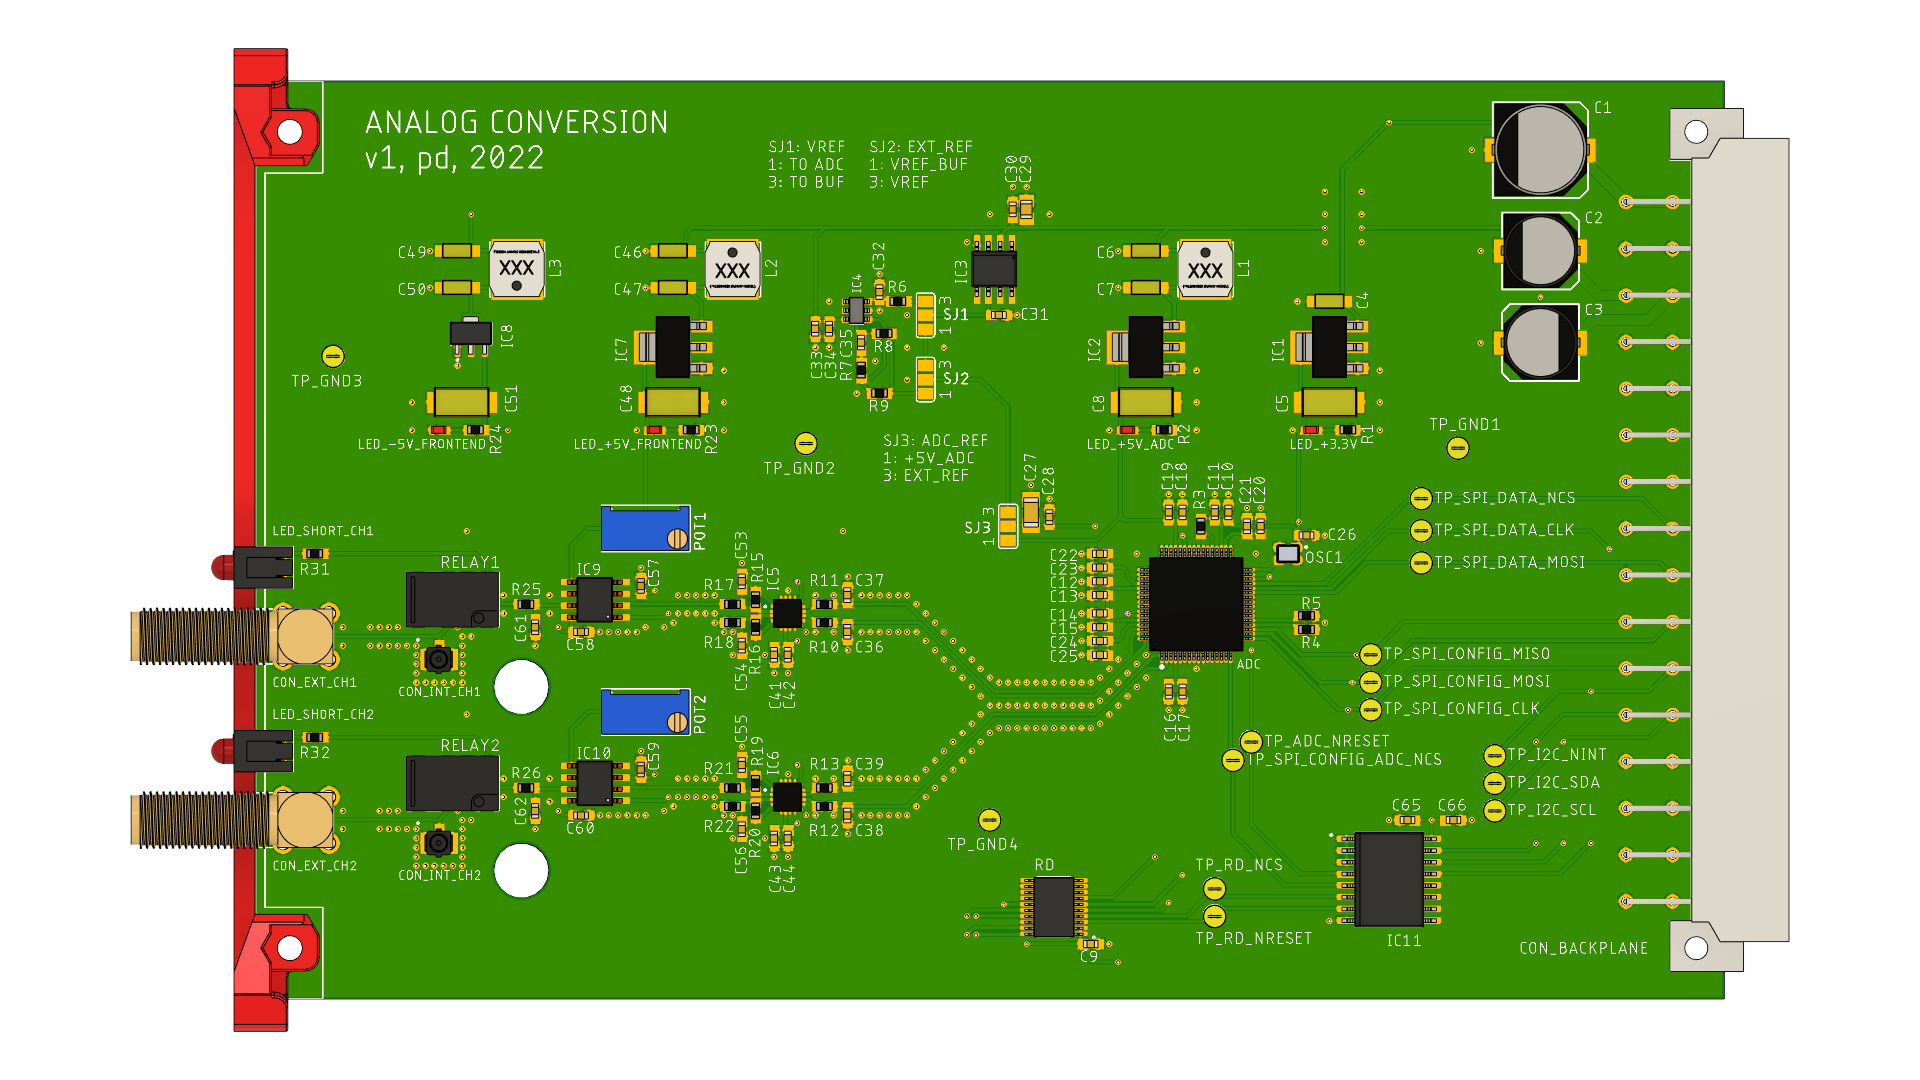 ANALOG CONVERSION
v1, pd, 2022
SJ1: VREF
1: TO ADC
3: TO BUF
SJ2: EXT_REF
1: VREF_BUF
3: VREF
C30
C29
C1
C2
C3
C49
C50
XXX
L3
C46
C47
XXX
L2
C32
IC4
R6
IC3
3
SJ1
1
C31
C6
C7
XXX
L1
C4
IC8
IC7
C33
C34
C35
R7
R8
R9
3
SJ2
1
IC2
IC1
TP_GND3
C51
C48
C8
C5
LED_-5V_FRONTEND
R24
LED_+5V_FRONTEND
R23
LED_+5V_ADC
R2
LED_+3.3V
R1
TP_GND2
SJ3: ADC_REF
1: +5V_ADC
3: EXT_REF
TP_GND1
C27
C28
3
SJ3
1
C19
C18
R3
C11
C10
C21
C20
C26
OSC1
TP_SPI_DATA_NCS
TP_SPI_DATA_CLK
TP_SPI_DATA_MOSI
LED_SHORT_CH1
R31
RELAY1
POT1
R25
C61
IC9
C57
C58
R17
R18
C53
R15
IC5
C54
R16
C41
C42
R11
R10
C37
C36
C22
C23
C12
C13
C14
C15
C24
C25
ADC
R5
R4
C16
C17
CON_EXT_CH1
CON_INT_CH1
TP_SPI_CONFIG_MISO
TP_SPI_CONFIG_MOSI
TP_SPI_CONFIG_CLK
LED_SHORT_CH2
R32
RELAY2
POT2
R26
C62
IC10
C59
C60
R21
R22
C55
R19
IC6
C56
R20
C43
C44
R13
R12
C39
C38
TP_ADC_NRESET
TP_SPI_CONFIG_ADC_NCS
TP_I2C_NINT
TP_I2C_SDA
TP_I2C_SCL
CON_EXT_CH2
CON_INT_CH2
TP_GND4
C65
C66
RD
C9
TP_RD_NCS
TP_RD_NRESET
IC11
CON_BACKPLANE